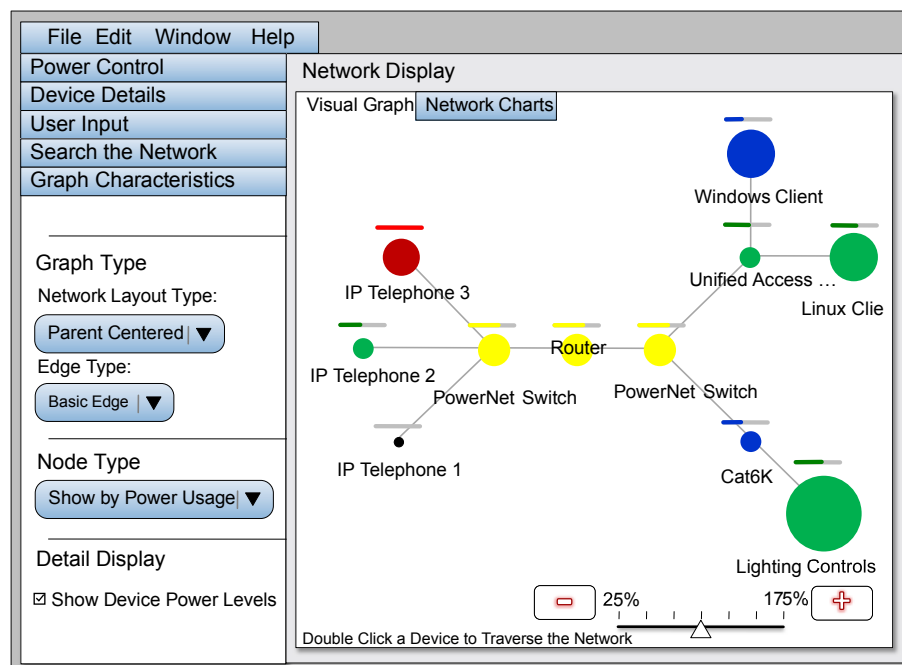 File Edit Window Help
Power Control
Device Details
User Input
Search the Network
Graph Characteristics
Graph Type
Network Layout Type:
Parent Centered
Edge Type:
Basic Edge
Node Type
Show by Power Usage
Detail Display
Show Device Power Levels
Network Display
Visual Graph Network Charts
Windows Client
Unified Access ...
Linux Clie
IP Telephone 3
IP Telephone 2
IP Telephone 1
PowerNet Switch
Router
PowerNet Switch
Cat6K
Lighting Controls
25% 175%
Double Click a Device to Traverse the Network